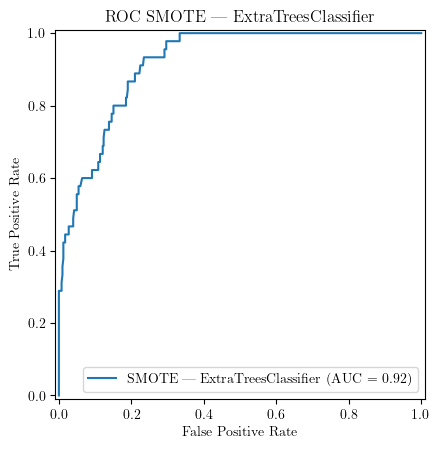 ROC SMOTE — ExtraTreesClassifier
1.0
0.8
0.6
0.4
0.2
0.0
True Positive Rate
SMOTE — ExtraTreesClassifier (AUC = 0.92)
0.0 0.2 0.4 0.6 0.8 1.0
False Positive Rate